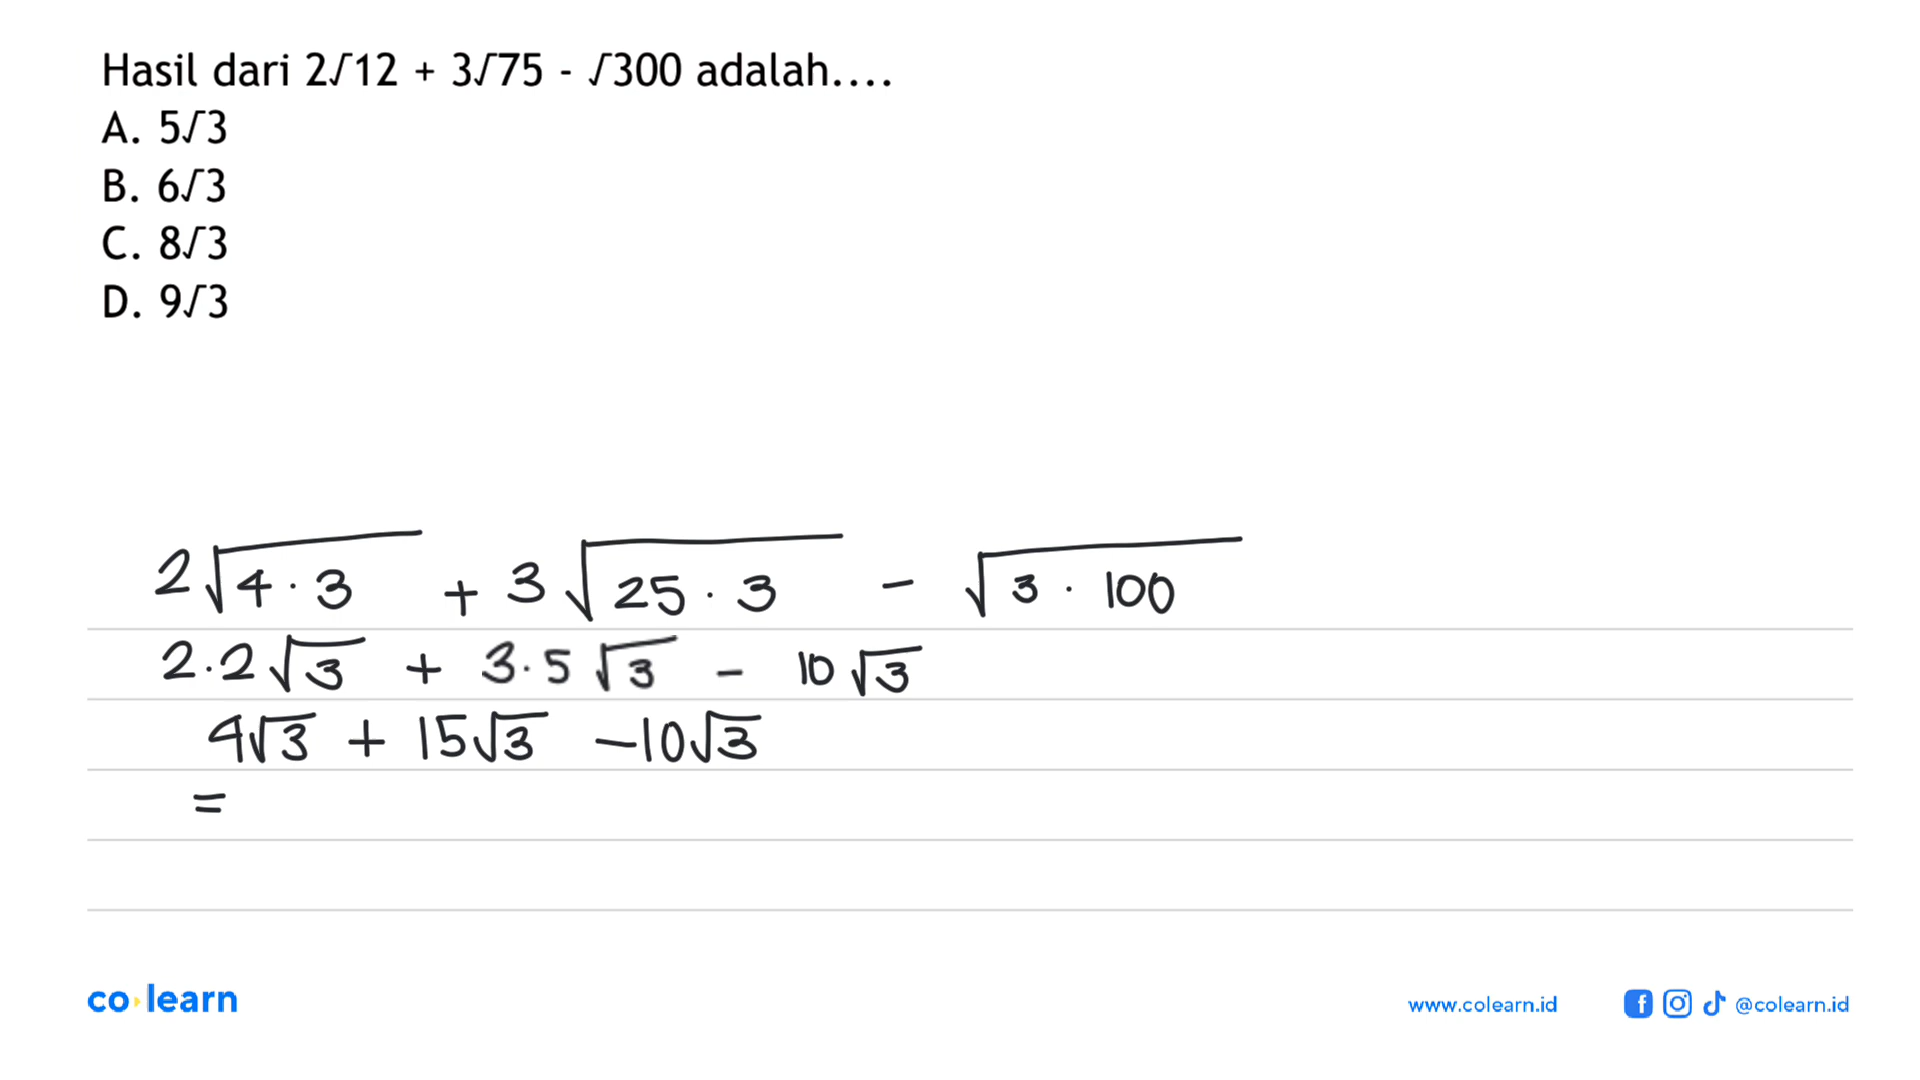 Hasil dari 2√12 + 3√75 - √300 adalah....
A. 5√3
B. 6√3
C. 8√3
D. 9√3
2√4·3 + 3√25·3 - √3·100
2·2√3 + 3·5√3 - 10√3
4√3 + 15√3 -10√3
=
co learn
www.colearn.id @colearn.id